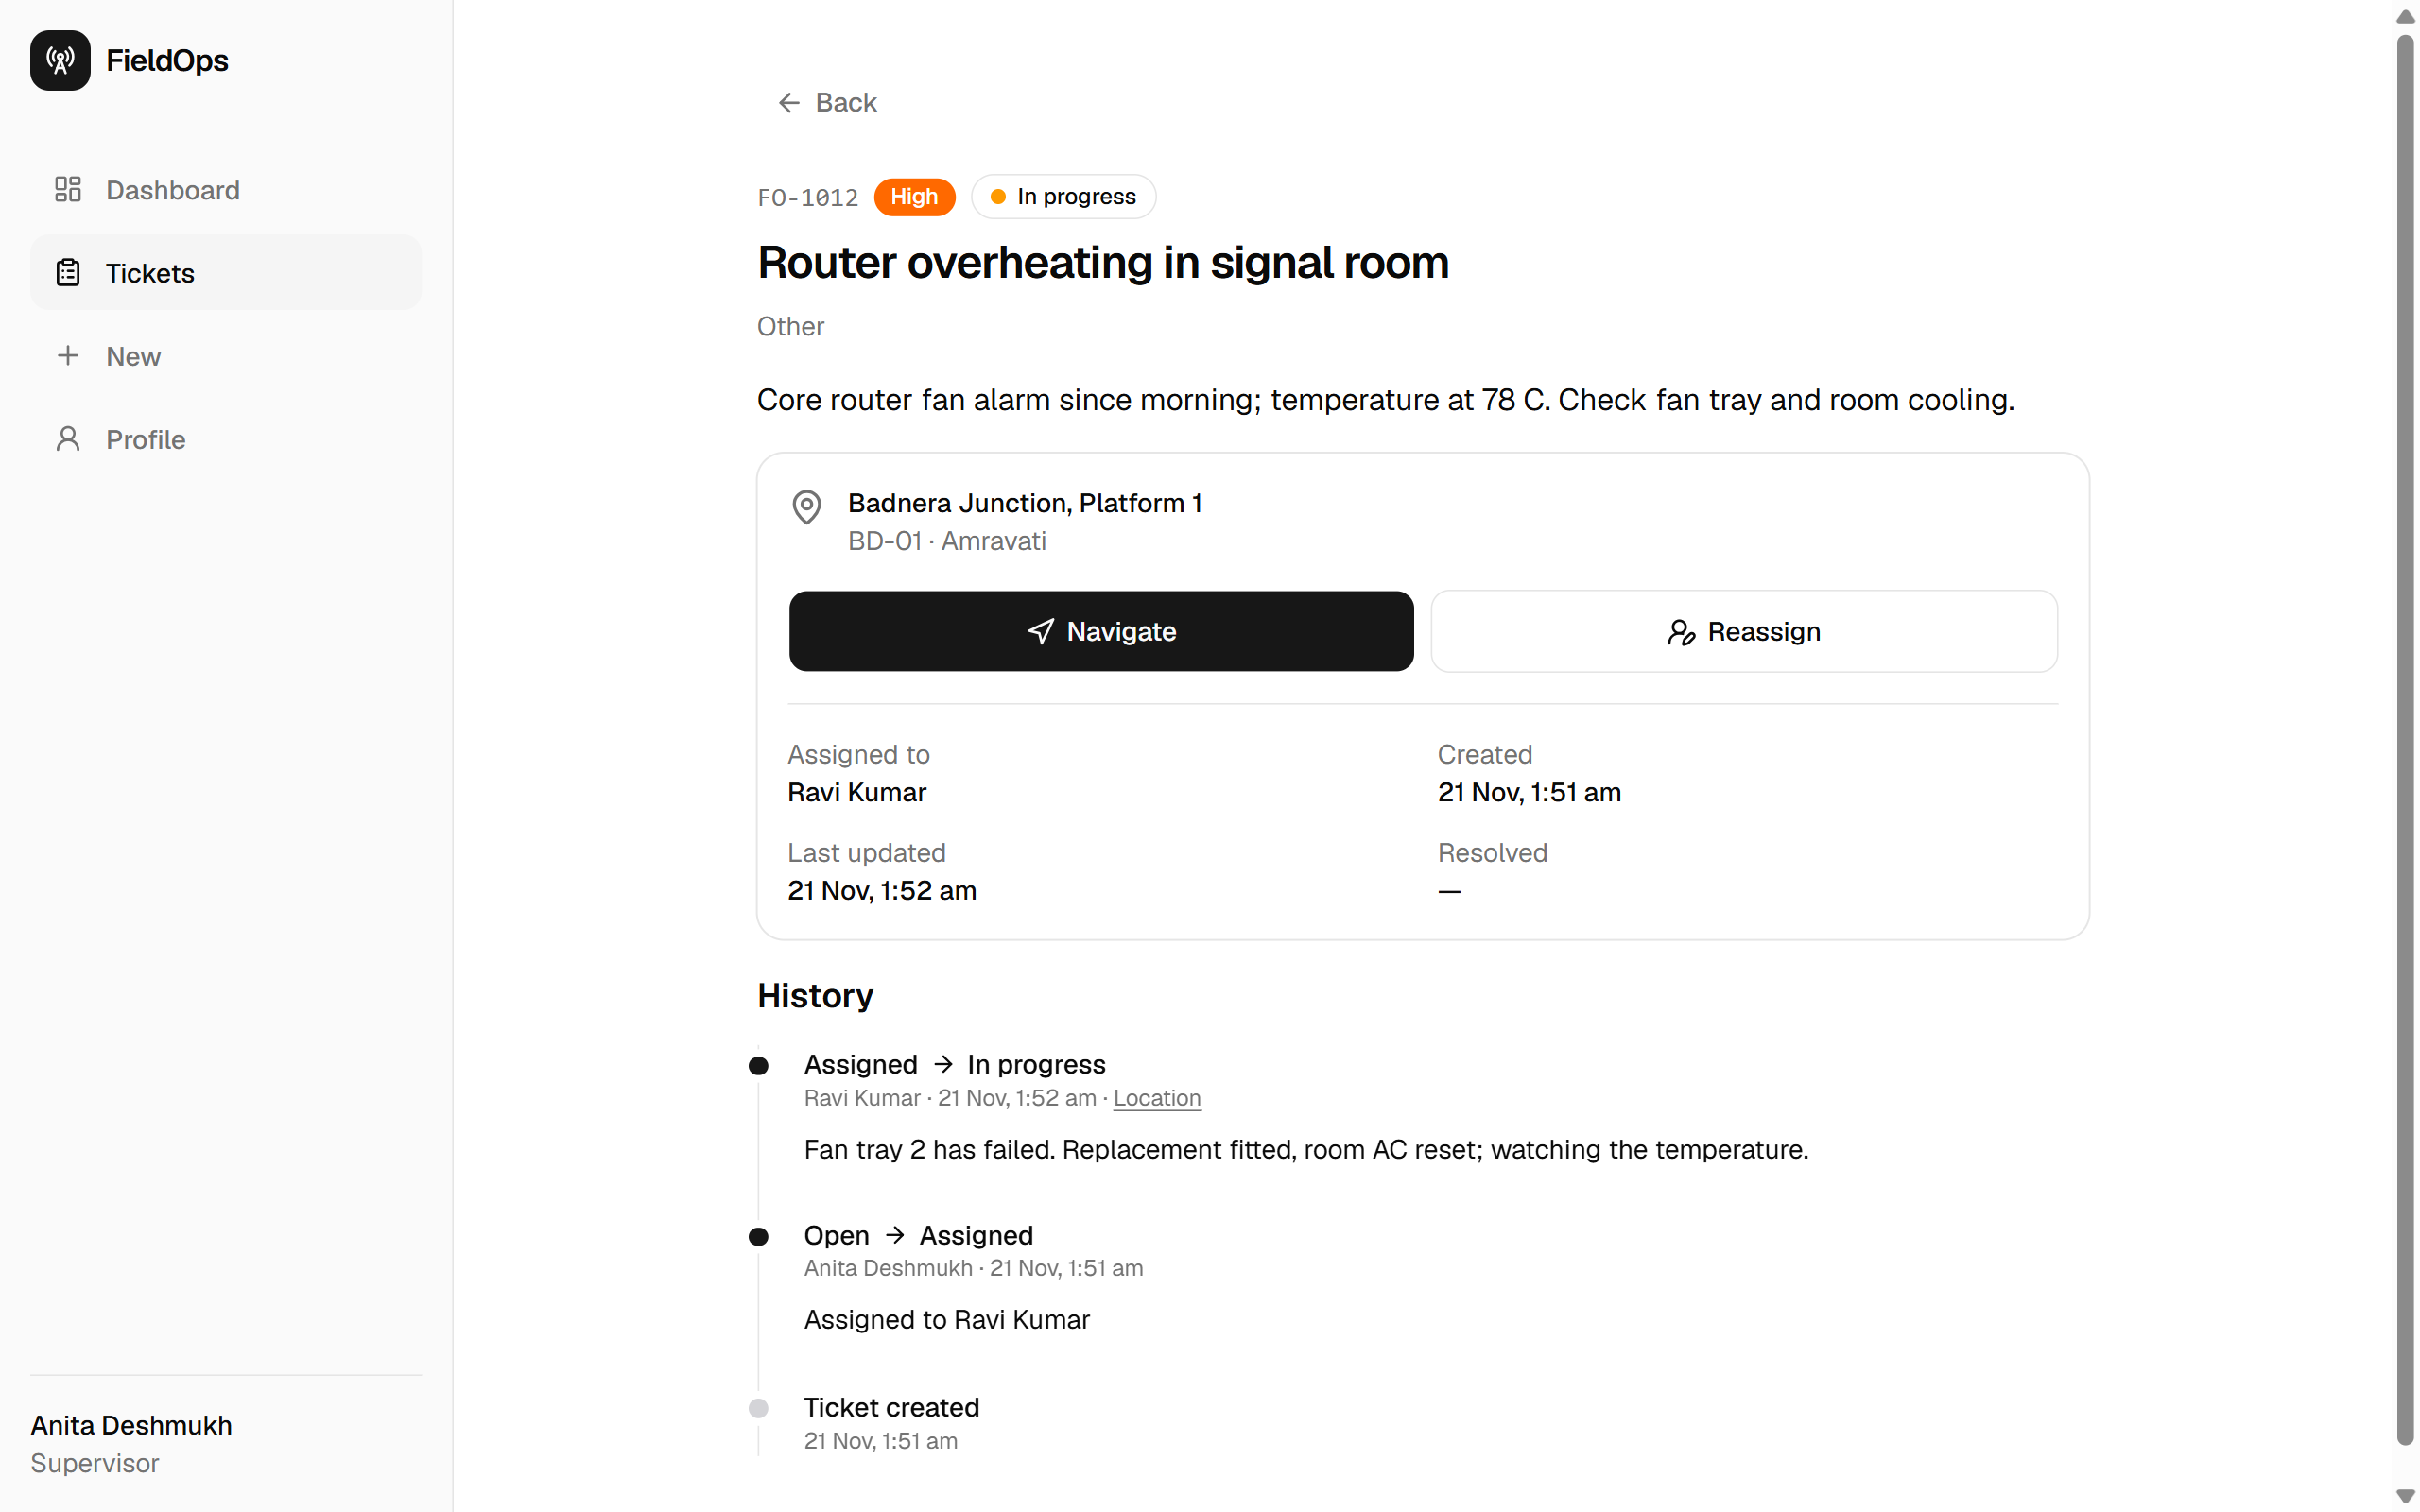 FieldOps
Dashboard
Tickets
New
Profile
Anita Deshmukh
Supervisor
Back
FO-1012 High In progress
Router overheating in signal room
Other
Core router fan alarm since morning; temperature at 78 C. Check fan tray and room cooling.
Badnera Junction, Platform 1
BD-01 · Amravati
Navigate Reassign
Assigned to Created
Ravi Kumar 21 Nov, 1:51 am
Last updated Resolved
21 Nov, 1:52 am —
History
Assigned → In progress
Ravi Kumar · 21 Nov, 1:52 am · Location
Fan tray 2 has failed. Replacement fitted, room AC reset; watching the temperature.
Open → Assigned
Anita Deshmukh · 21 Nov, 1:51 am
Assigned to Ravi Kumar
Ticket created
21 Nov, 1:51 am